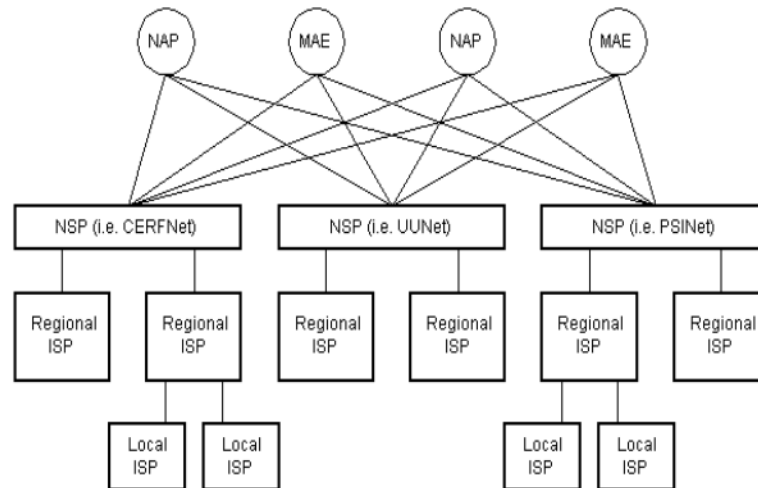 NAP
MAE
NAP
MAE
NSP (i.e. CERFNet)
NSP (i.e. UUNet)
NSP (i.e. PSINet)
Regional
ISP
Regional
ISP
Regional
ISP
Regional
ISP
Regional
ISP
Regional
ISP
Local
ISP
Local
ISP
Local
ISP
Local
ISP